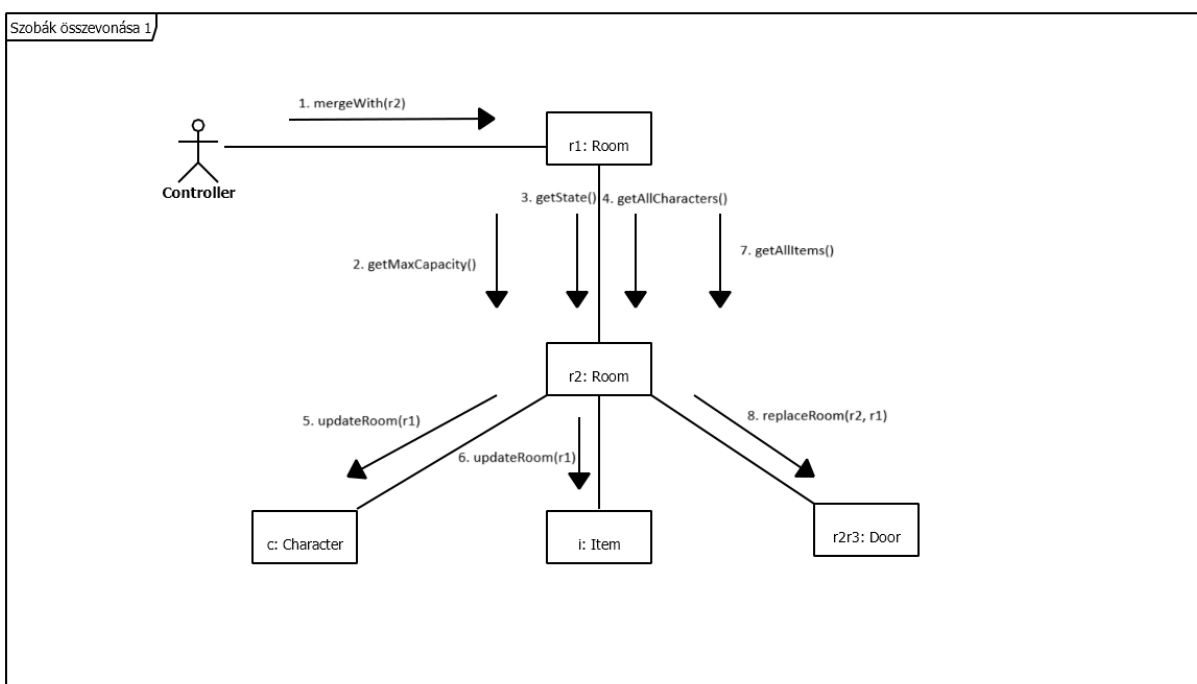 Szobák összevonása 1
1. mergeWith(r2)
r1: Room
Controller
3. getState()
4. getAllCharacters()
7. getAllItems()
2. getMaxCapacity()
r2: Room
5. updateRoom(r1)
8. replaceRoom(r2, r1)
6. updateRoom(r1)
c: Character
i: Item
r2r3: Door